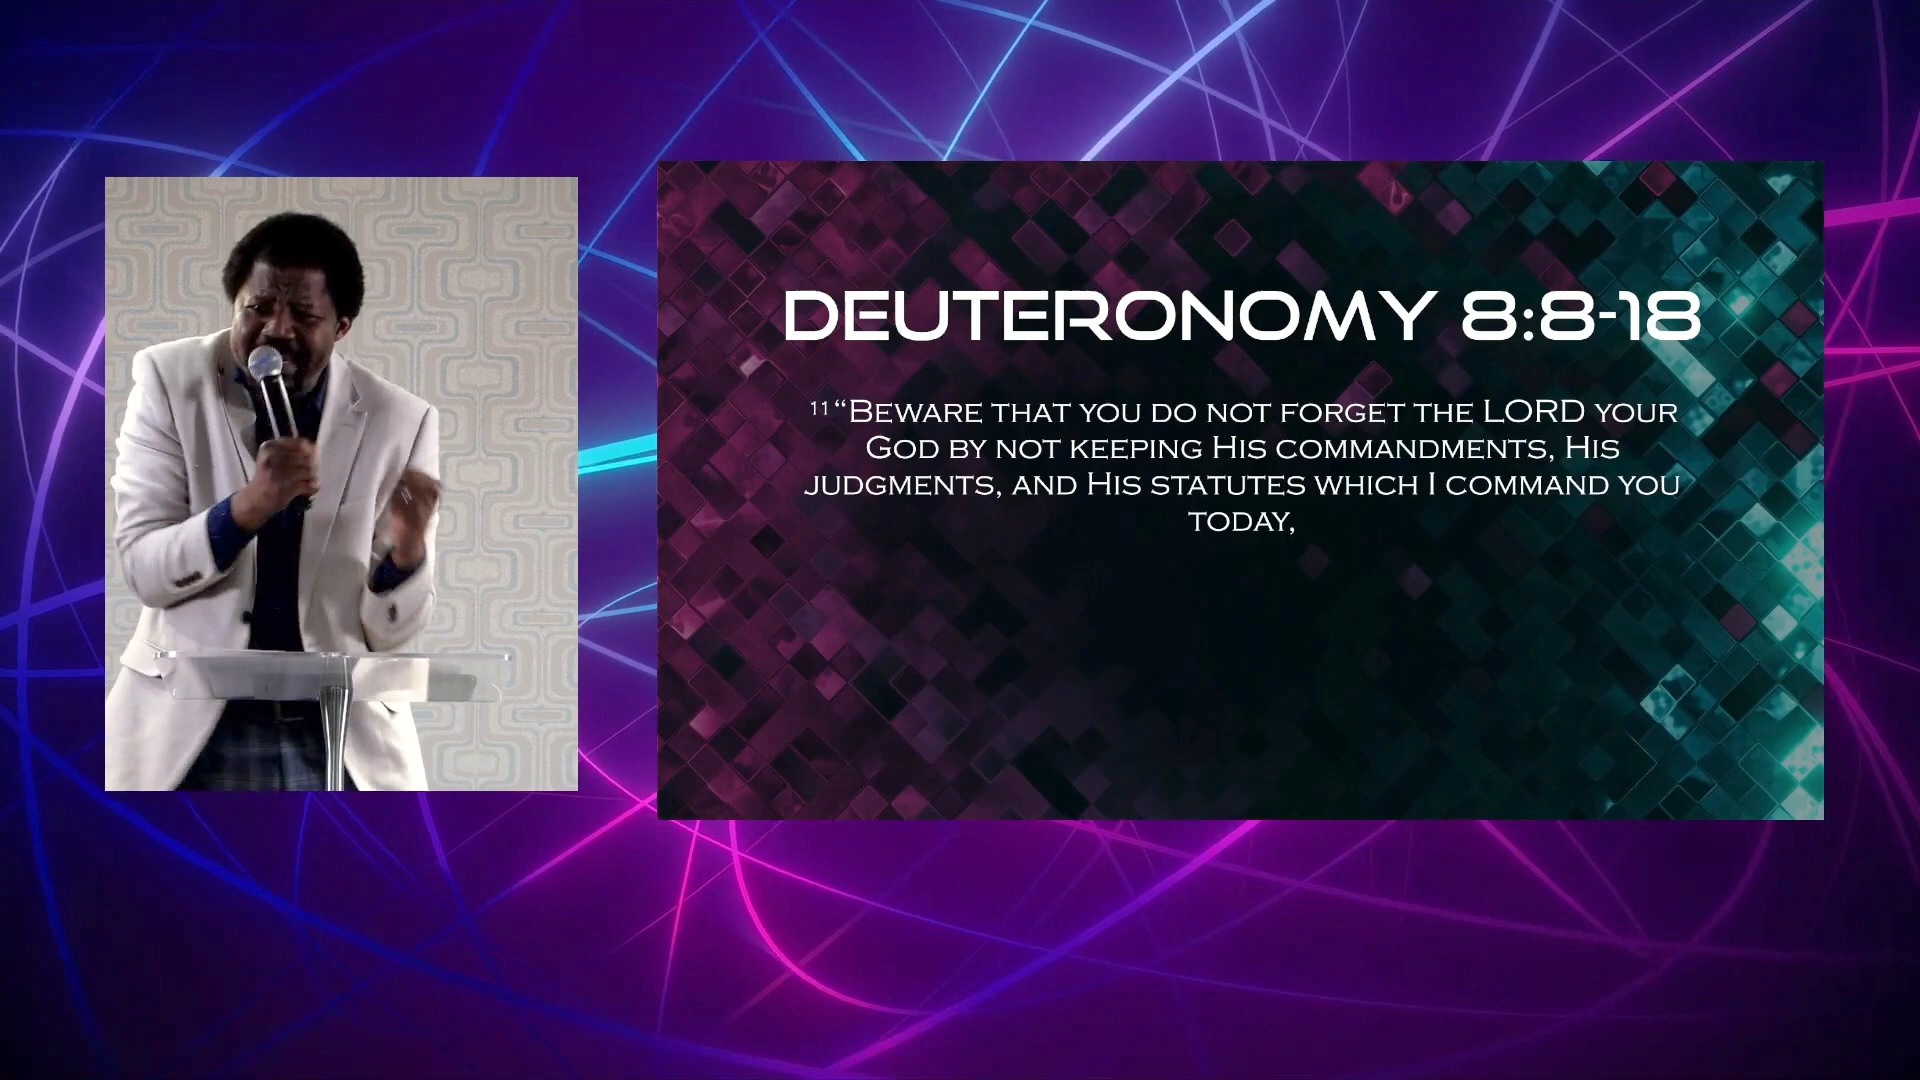 DEUTERONOMY 8:8-18
11 “BEWARE THAT YOU DO NOT FORGET THE LORD YOUR
GOD BY NOT KEEPING HIS COMMANDMENTS, HIS
JUDGMENTS, AND HIS STATUTES WHICH I COMMAND YOU
TODAY,